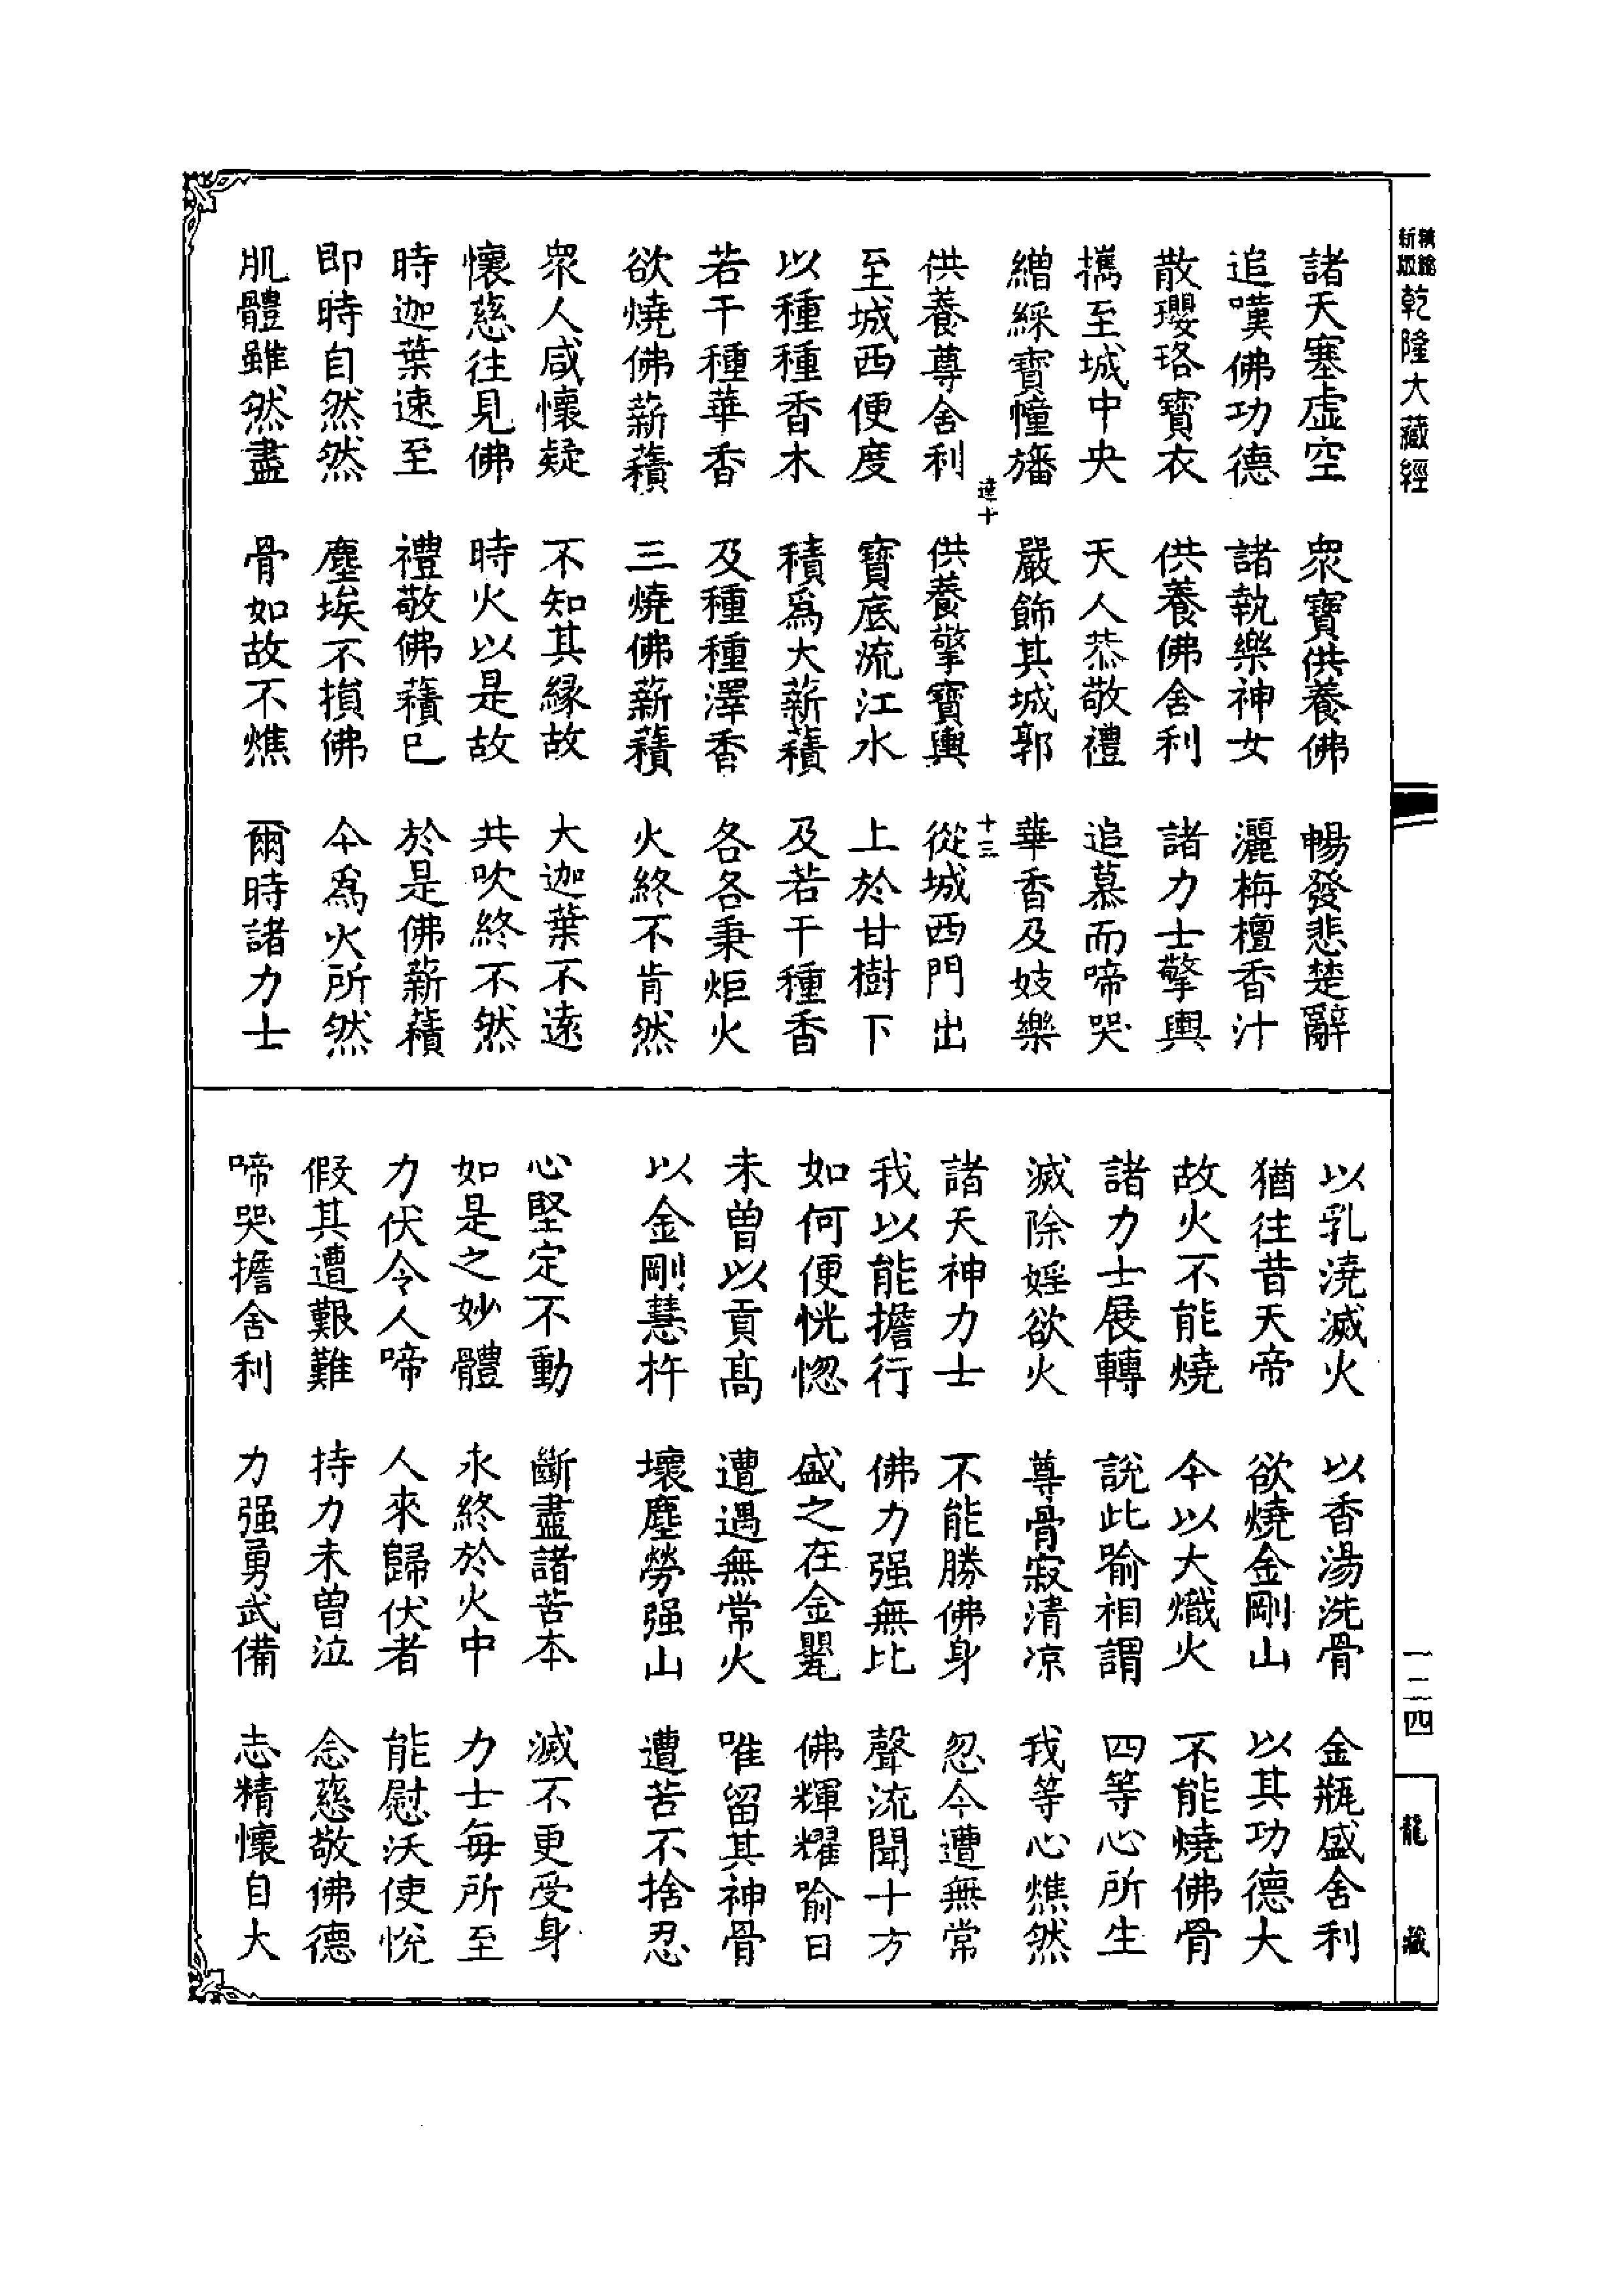 新縮
版編
乾隆大藏經
諸天塞虛空　衆寶供養佛　暢發悲楚辭
追嘆佛功德　諸執樂神女　灑栴檀香汁
散瓔珞寶衣　供養佛舍利　諸力士擎輿
擕至城中央　天人恭敬禮　追慕而啼哭
繒綵寶幢旛　嚴飾其城郭　華香及妓樂
達十　十三
供養尊舍利　供養擎寶輿　從城西門出
至城西便度　寶底流江水　上於甘樹下
以種種香木　積爲大薪𧂐　及若干種香
若干種華香　及種種澤香　各各秉炬火
欲燒佛薪𧂐　三燒佛薪𧂐　火終不肯然
衆人咸懷疑　不知其緣故　大迦葉不遠
懷慈往見佛　時火以是故　共吹終不然
時迦葉速至　禮敬佛𧂐已　於是佛薪𧂐
即時自然然　塵埃不損佛　今爲火所然
肌體雖然盡　骨如故不燋　爾時諸力士
以乳澆滅火　以香湯洗骨　金瓶盛舍利
猶往昔天帝　欲燒金剛山　以其功德大
故火不能燒　今以大熾火　不能燒佛骨
諸力士展轉　說此喻相謂　四等心所生
滅除婬欲火　尊骨寂清凉　我等心燋然
諸天神力士　不能勝佛身　忽今遭無常
我以能擔行　佛力强無比　聲流聞十方
如何便恍惚　盛之在金甖　佛輝耀喻日
未曾以貢高　遭遇無常火　唯留其神骨
以金剛慧杵　壞塵勞强山　遭苦不捨忍
心堅定不動　斷盡諸苦本　滅不更受身
如是之妙體　永終於火中　力士每所至
力伏令人啼　人來歸伏者　能慰沃使悅
假其遭艱難　持力未曾泣　念慈敬佛德
啼哭擔舍利　力强勇武備　志精懷自大
一二四
龍藏